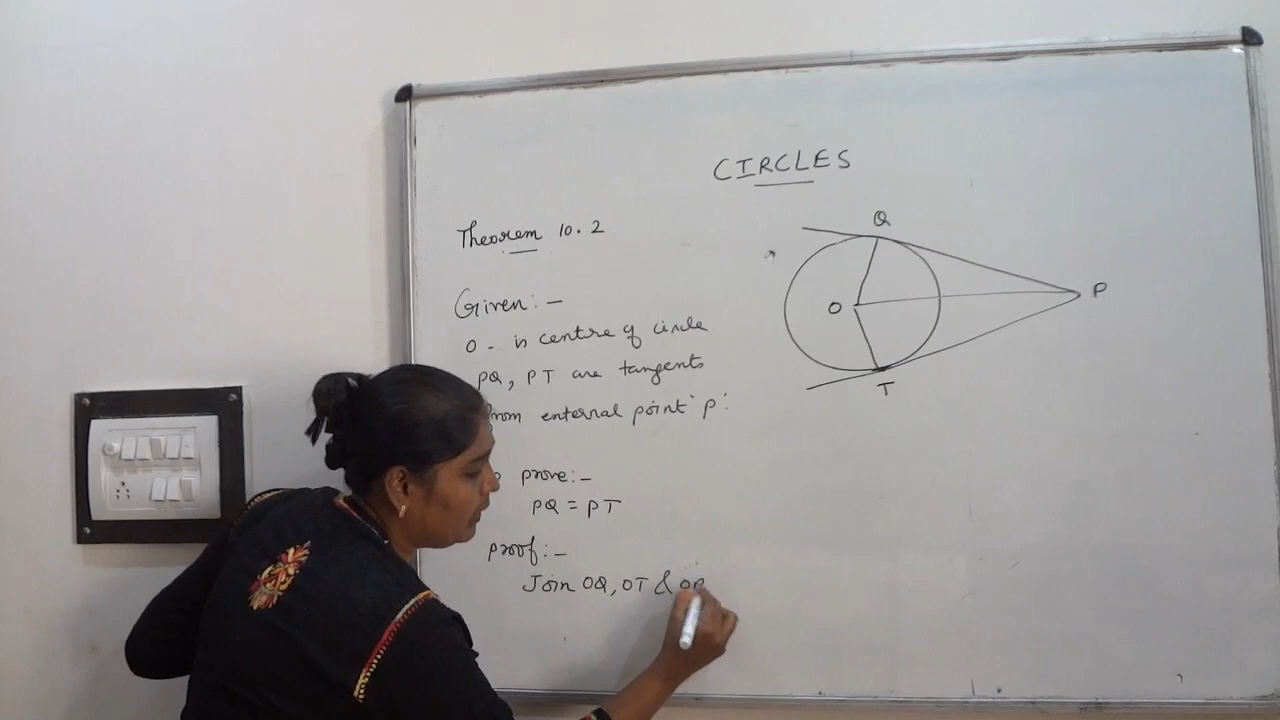 CIRCLES
Theorem 10.2
Given:-
O - is centre of circle
PQ, PT are tangents
from external point 'P'.
prove:-
PQ = PT
Proof:-
Join OQ, OT & OP
Q
O
P
T